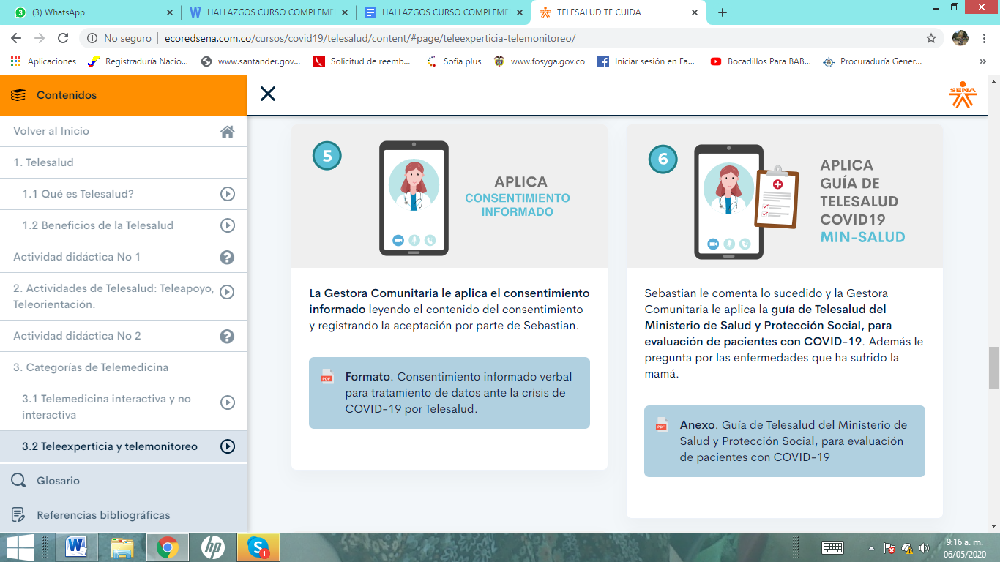 (3) WhatsApp
HALLAZGOS CURSO COMPLEME
HALLAZGOS CURSO COMPLEME
TELESALUD TE CUIDA
No seguro
ecoredsena.com.co/cursos/covid19/telesalud/content/#page/teleexperticia-telemonitoreo/
Aplicaciones
Registraduría Nacio...
www.santander.gov...
Solicitud de reemb...
Sofia plus
www.fosyga.gov.co
Iniciar sesión en Fa...
Bocadillos Para BAB...
Procuraduría Gener...
»
Contenidos
Volver al Inicio
1. Telesalud
1.1 Qué es Telesalud?
1.2 Beneficios de la Telesalud
Actividad didáctica No 1
2. Actividades de Telesalud: Teleapoyo,
Teleorientación.
Actividad didáctica No 2
3. Categorías de Telemedicina
3.1 Telemedicina interactiva y no
interactiva
3.2 Teleexperticia y telemonitoreo
Glosario
Referencias bibliográficas
SENA
5
APLICA
CONSENTIMIENTO
INFORMADO
La Gestora Comunitaria le aplica el consentimiento
informado leyendo el contenido del consentimiento
y registrando la aceptación por parte de Sebastian.
PDF
Formato. Consentimiento informado verbal
para tratamiento de datos ante la crisis de
COVID-19 por Telesalud.
6
APLICA
GUÍA DE
TELESALUD
COVID19
MIN-SALUD
Sebastian le comenta lo sucedido y la Gestora
Comunitaria le aplica la guía de Telesalud del
Ministerio de Salud y Protección Social, para
evaluación de pacientes con COVID-19. Además le
pregunta por las enfermedades que ha sufrido la
mamá.
PDF
Anexo. Guía de Telesalud del Ministerio de
Salud y Protección Social, para evaluación
de pacientes con COVID-19
9:16 a. m.
06/05/2020